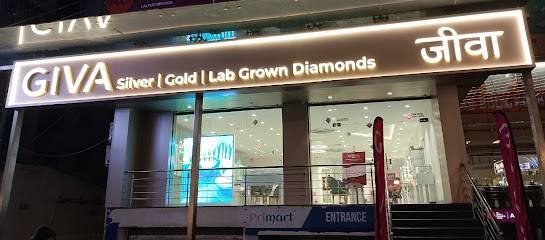 GIVA Silver | Gold | Lab Grown Diamonds जीवा
Primart ENTRANCE